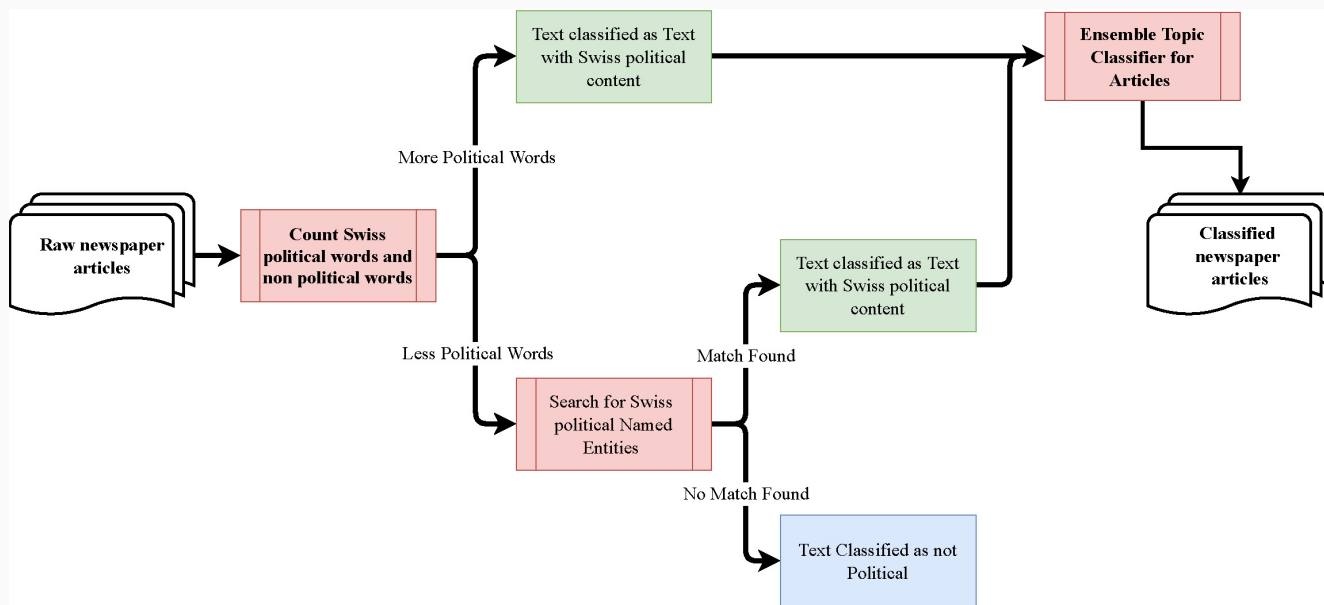 Raw newspaper
articles
Count Swiss
political words and
non political words
More Political Words
Less Political Words
Text classified as Text
with Swiss political
content
Search for Swiss
political Named
Entities
Match Found
No Match Found
Text classified as Text
with Swiss political
content
Text Classified as not
Political
Ensemble Topic
Classifier for
Articles
Classified
newspaper
articles